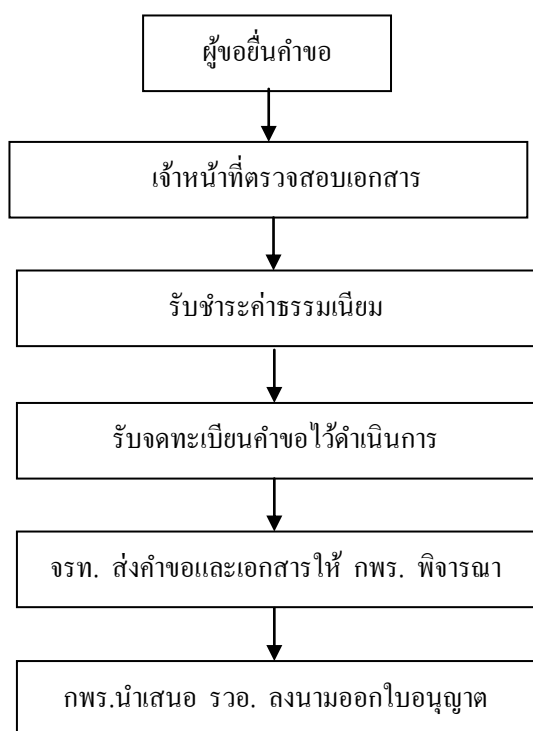 ผู้ขอยื่นคำขอ
เจ้าหน้าที่ตรวจสอบเอกสาร
รับชำระค่าธรรมเนียม
รับจดทะเบียนคำขอไว้ดำเนินการ
จรท. ส่งคำขอและเอกสารให้ กพร. พิจารณา
กพร.นำเสนอ รวอ. ลงนามออกใบอนุญาต